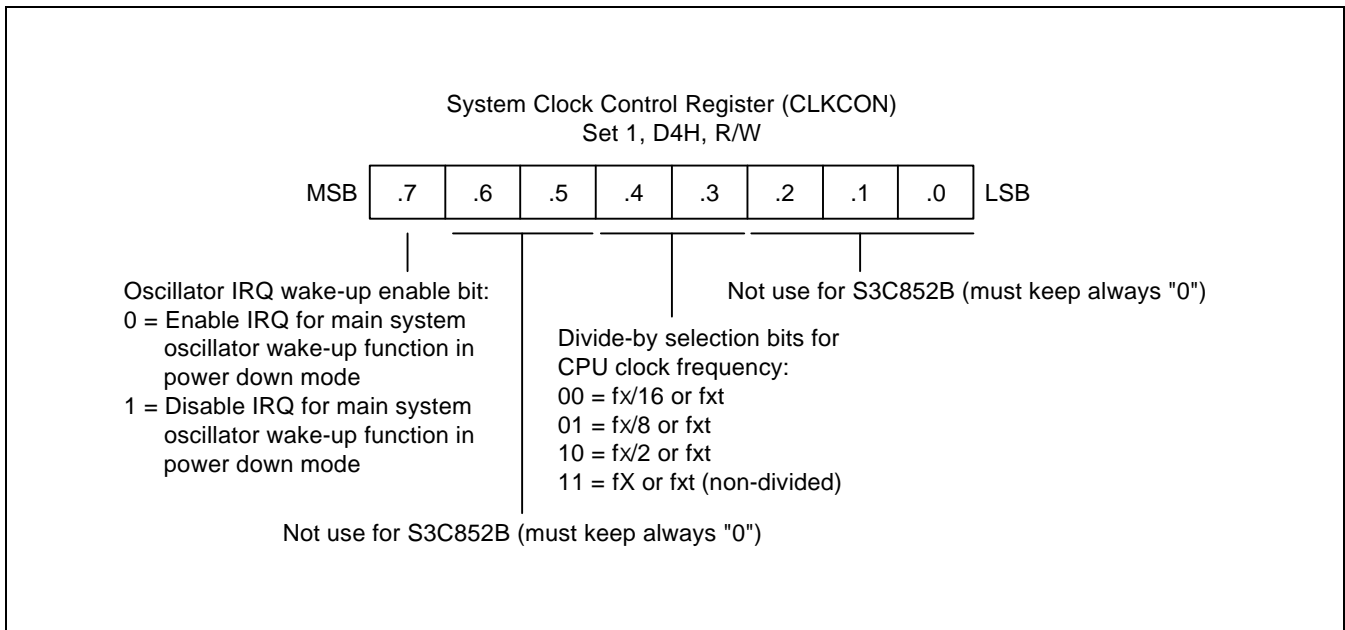 System Clock Control Register (CLKCON)
Set 1, D4H, R/W
MSB .7 .6 .5 .4 .3 .2 .1 .0 LSB
Oscillator IRQ wake-up enable bit:
0 = Enable IRQ for main system
oscillator wake-up function in
power down mode
1 = Disable IRQ for main system
oscillator wake-up function in
power down mode
Not use for S3C852B (must keep always "0")
Divide-by selection bits for
CPU clock frequency:
00 = fx/16 or fxt
01 = fx/8 or fxt
10 = fx/2 or fxt
11 = fX or fxt (non-divided)
Not use for S3C852B (must keep always "0")